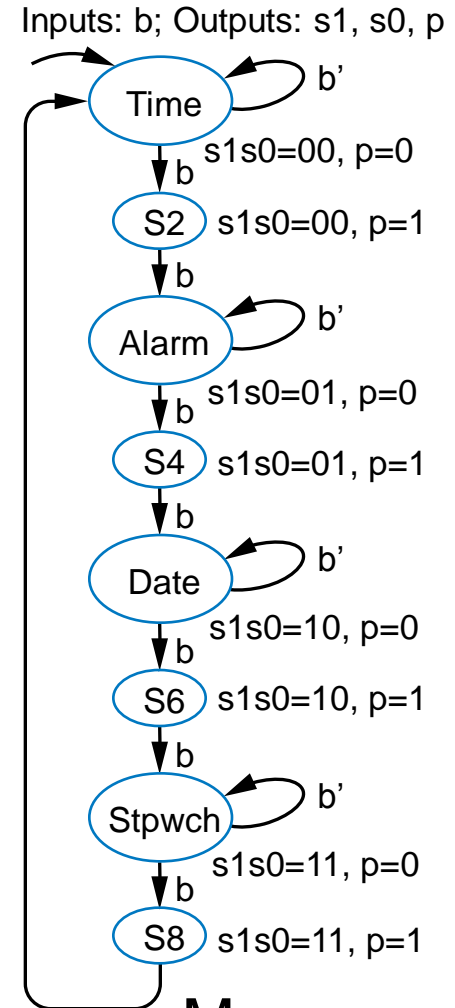 Inputs: b; Outputs: s1, s0, p
b’
Time
s1s0=00, p=0
b
S2 s1s0=00, p=1
b
b’
Alarm
s1s0=01, p=0
b
S4 s1s0=01, p=1
b
b’
Date
s1s0=10, p=0
b
S6 s1s0=10, p=1
b
b’
Stpwch
s1s0=11, p=0
b
S8 s1s0=11, p=1